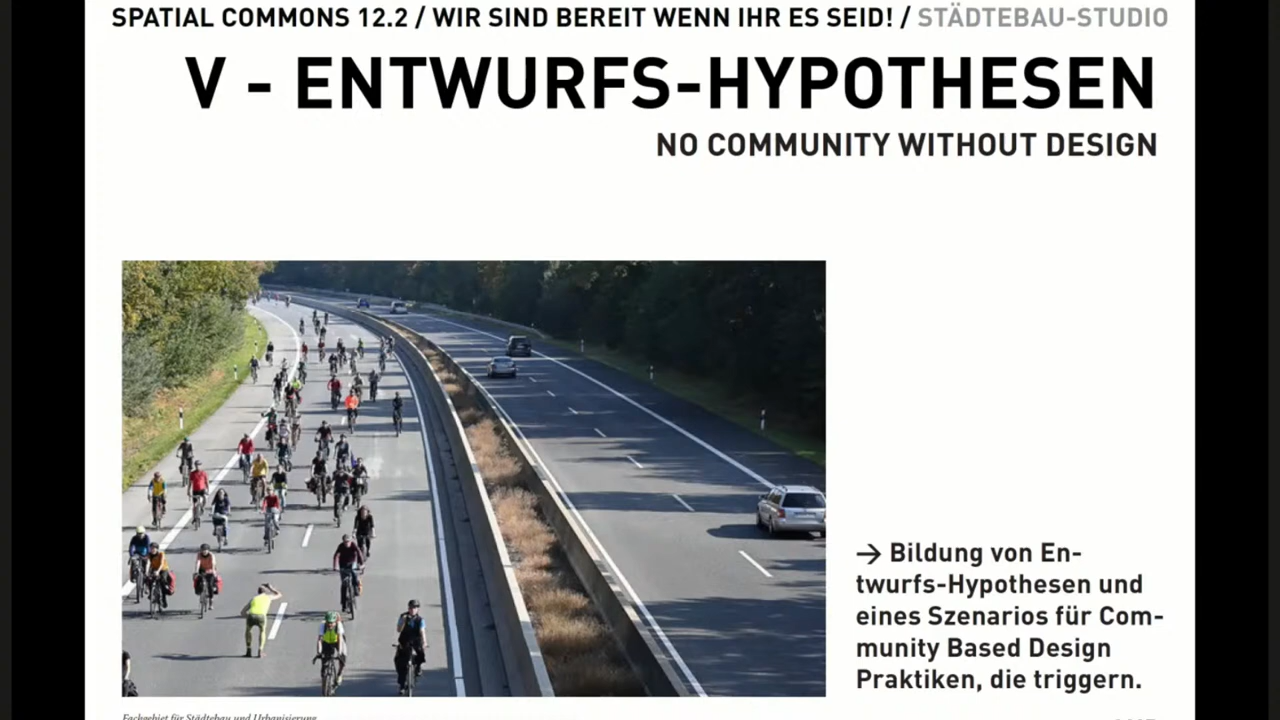 SPATIAL COMMONS 12.2 / WIR SIND BEREIT WENN IHR ES SEID! / STÄDTEBAU-STUDIO
V - ENTWURFS-HYPOTHESEN
NO COMMUNITY WITHOUT DESIGN
→ Bildung von En-
twurfs-Hypothesen und
eines Szenarios für Com-
munity Based Design
Praktiken, die triggern.
Fachgebiet für Städtebau und Urbanisierung